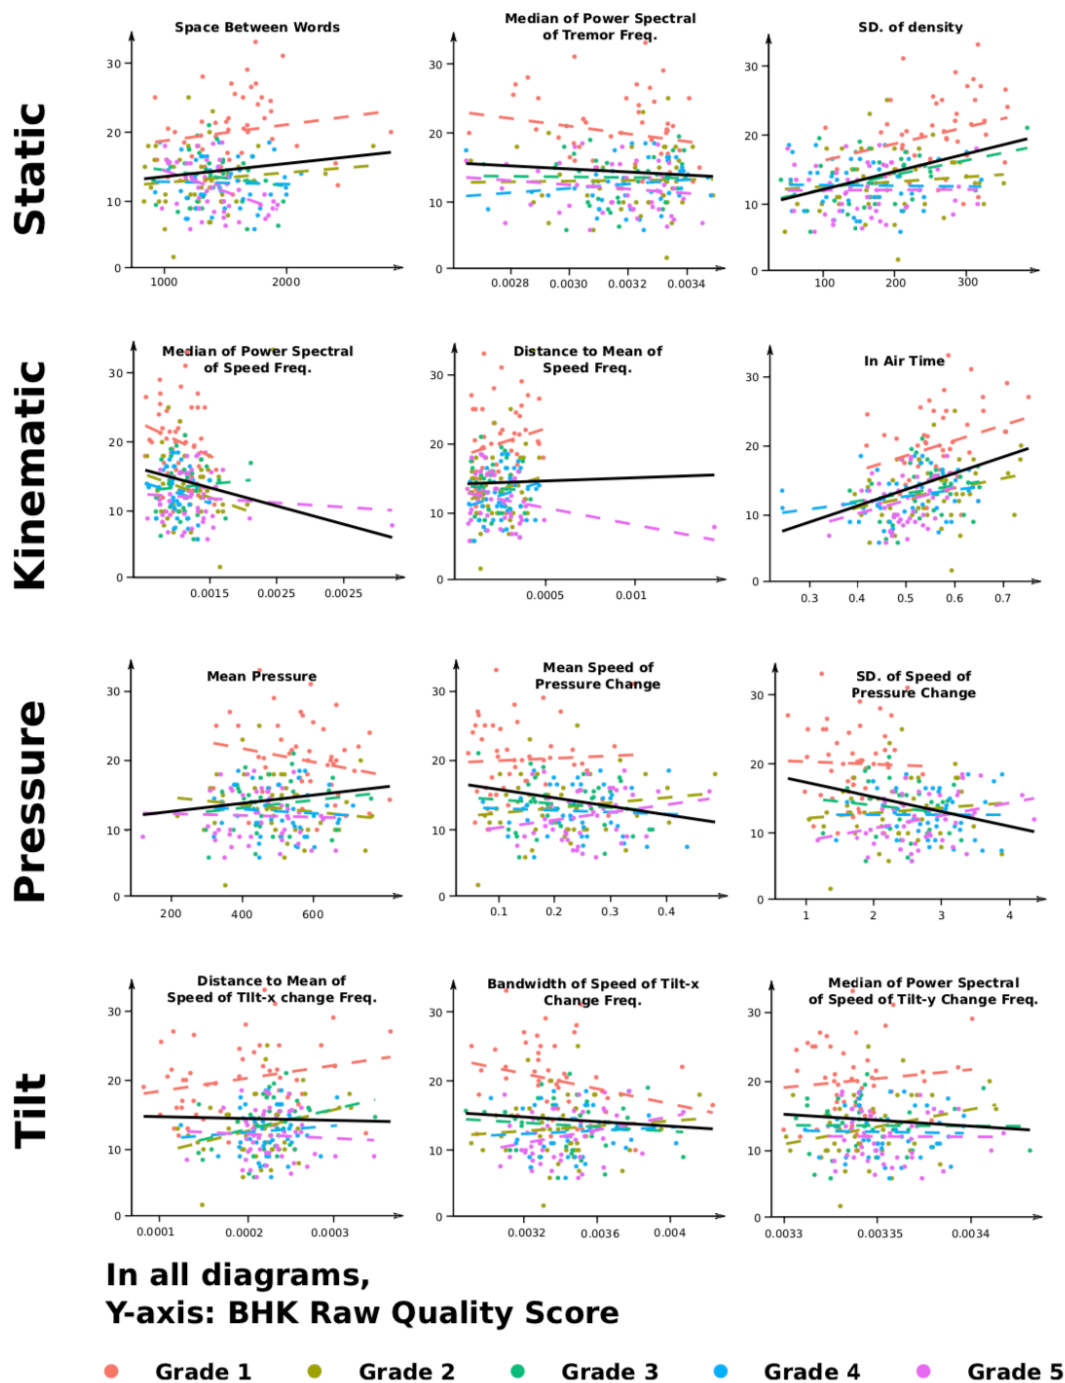 Static
Space Between Words
30
20
10
0
1000 2000
Median of Power Spectral
of Tremor Freq.
30
20
10
0
0.0028 0.0030 0.0032 0.0034
SD. of density
30
20
10
0
100 200 300
Kinematic
Median of Power Spectral
of Speed Freq.
30
20
10
0
0.0015 0.0025 0.0025
Distance to Mean of
Speed Freq.
30
20
10
0
0.0005 0.001
In Air Time
30
20
10
0
0.3 0.4 0.5 0.6 0.7
Pressure
Mean Pressure
30
20
10
0
200 400 600
Mean Speed of
Pressure Change
30
20
10
0
0.1 0.2 0.3 0.4
SD. of Speed of
Pressure Change
30
20
10
0
1 2 3 4
Tilt
Distance to Mean of
Speed of TIlt-x change Freq.
30
20
10
0
0.0001 0.0002 0.0003
Bandwidth of Speed of Tilt-x
Change Freq.
30
20
10
0
0.0032 0.0036 0.004
Median of Power Spectral
of Speed of Tilt-y Change Freq.
30
20
10
0
0.0033 0.00335 0.0034
In all diagrams,
Y-axis: BHK Raw Quality Score
Grade 1 Grade 2 Grade 3 Grade 4 Grade 5